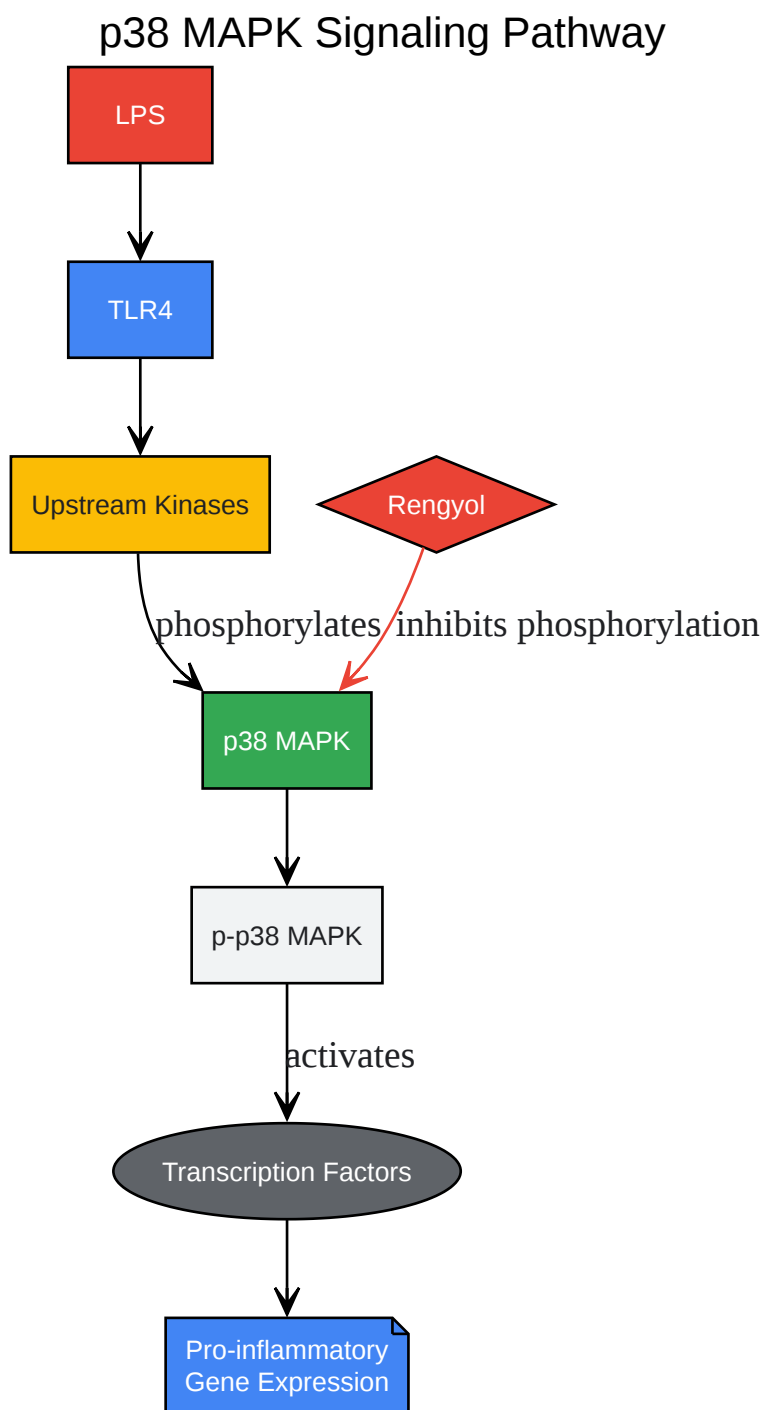 p38 MAPK Signaling Pathway
LPS
TLR4
Upstream Kinases
Rengyol
phosphorylates
inhibits phosphorylation
p38 MAPK
p-p38 MAPK
activates
Transcription Factors
Pro-inflammatory
Gene Expression